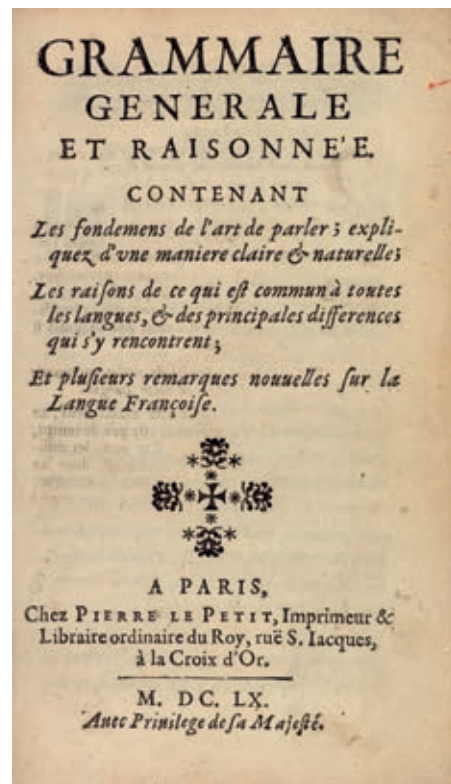 GRAMMAIRE
GENERALE
ET RAISONNE'E.
CONTENANT
Les fondemens de l'art de parler ; expli-
quez d'vne maniere claire & naturelle ;
Les raiſons de ce qui eſt commun à toutes
les langues, & des principales differences
qui s'y rencontrent ;
Et pluſieurs remarques nouuelles ſur la
Langue Françoiſe.
A PARIS,
Chez PIERRE LE PETIT, Imprimeur &
Libraire ordinaire du Roy, ruë S. Iacques,
à la Croix d'Or.
M. DC. LX.
Auec Priuilege de ſa Majeſté.